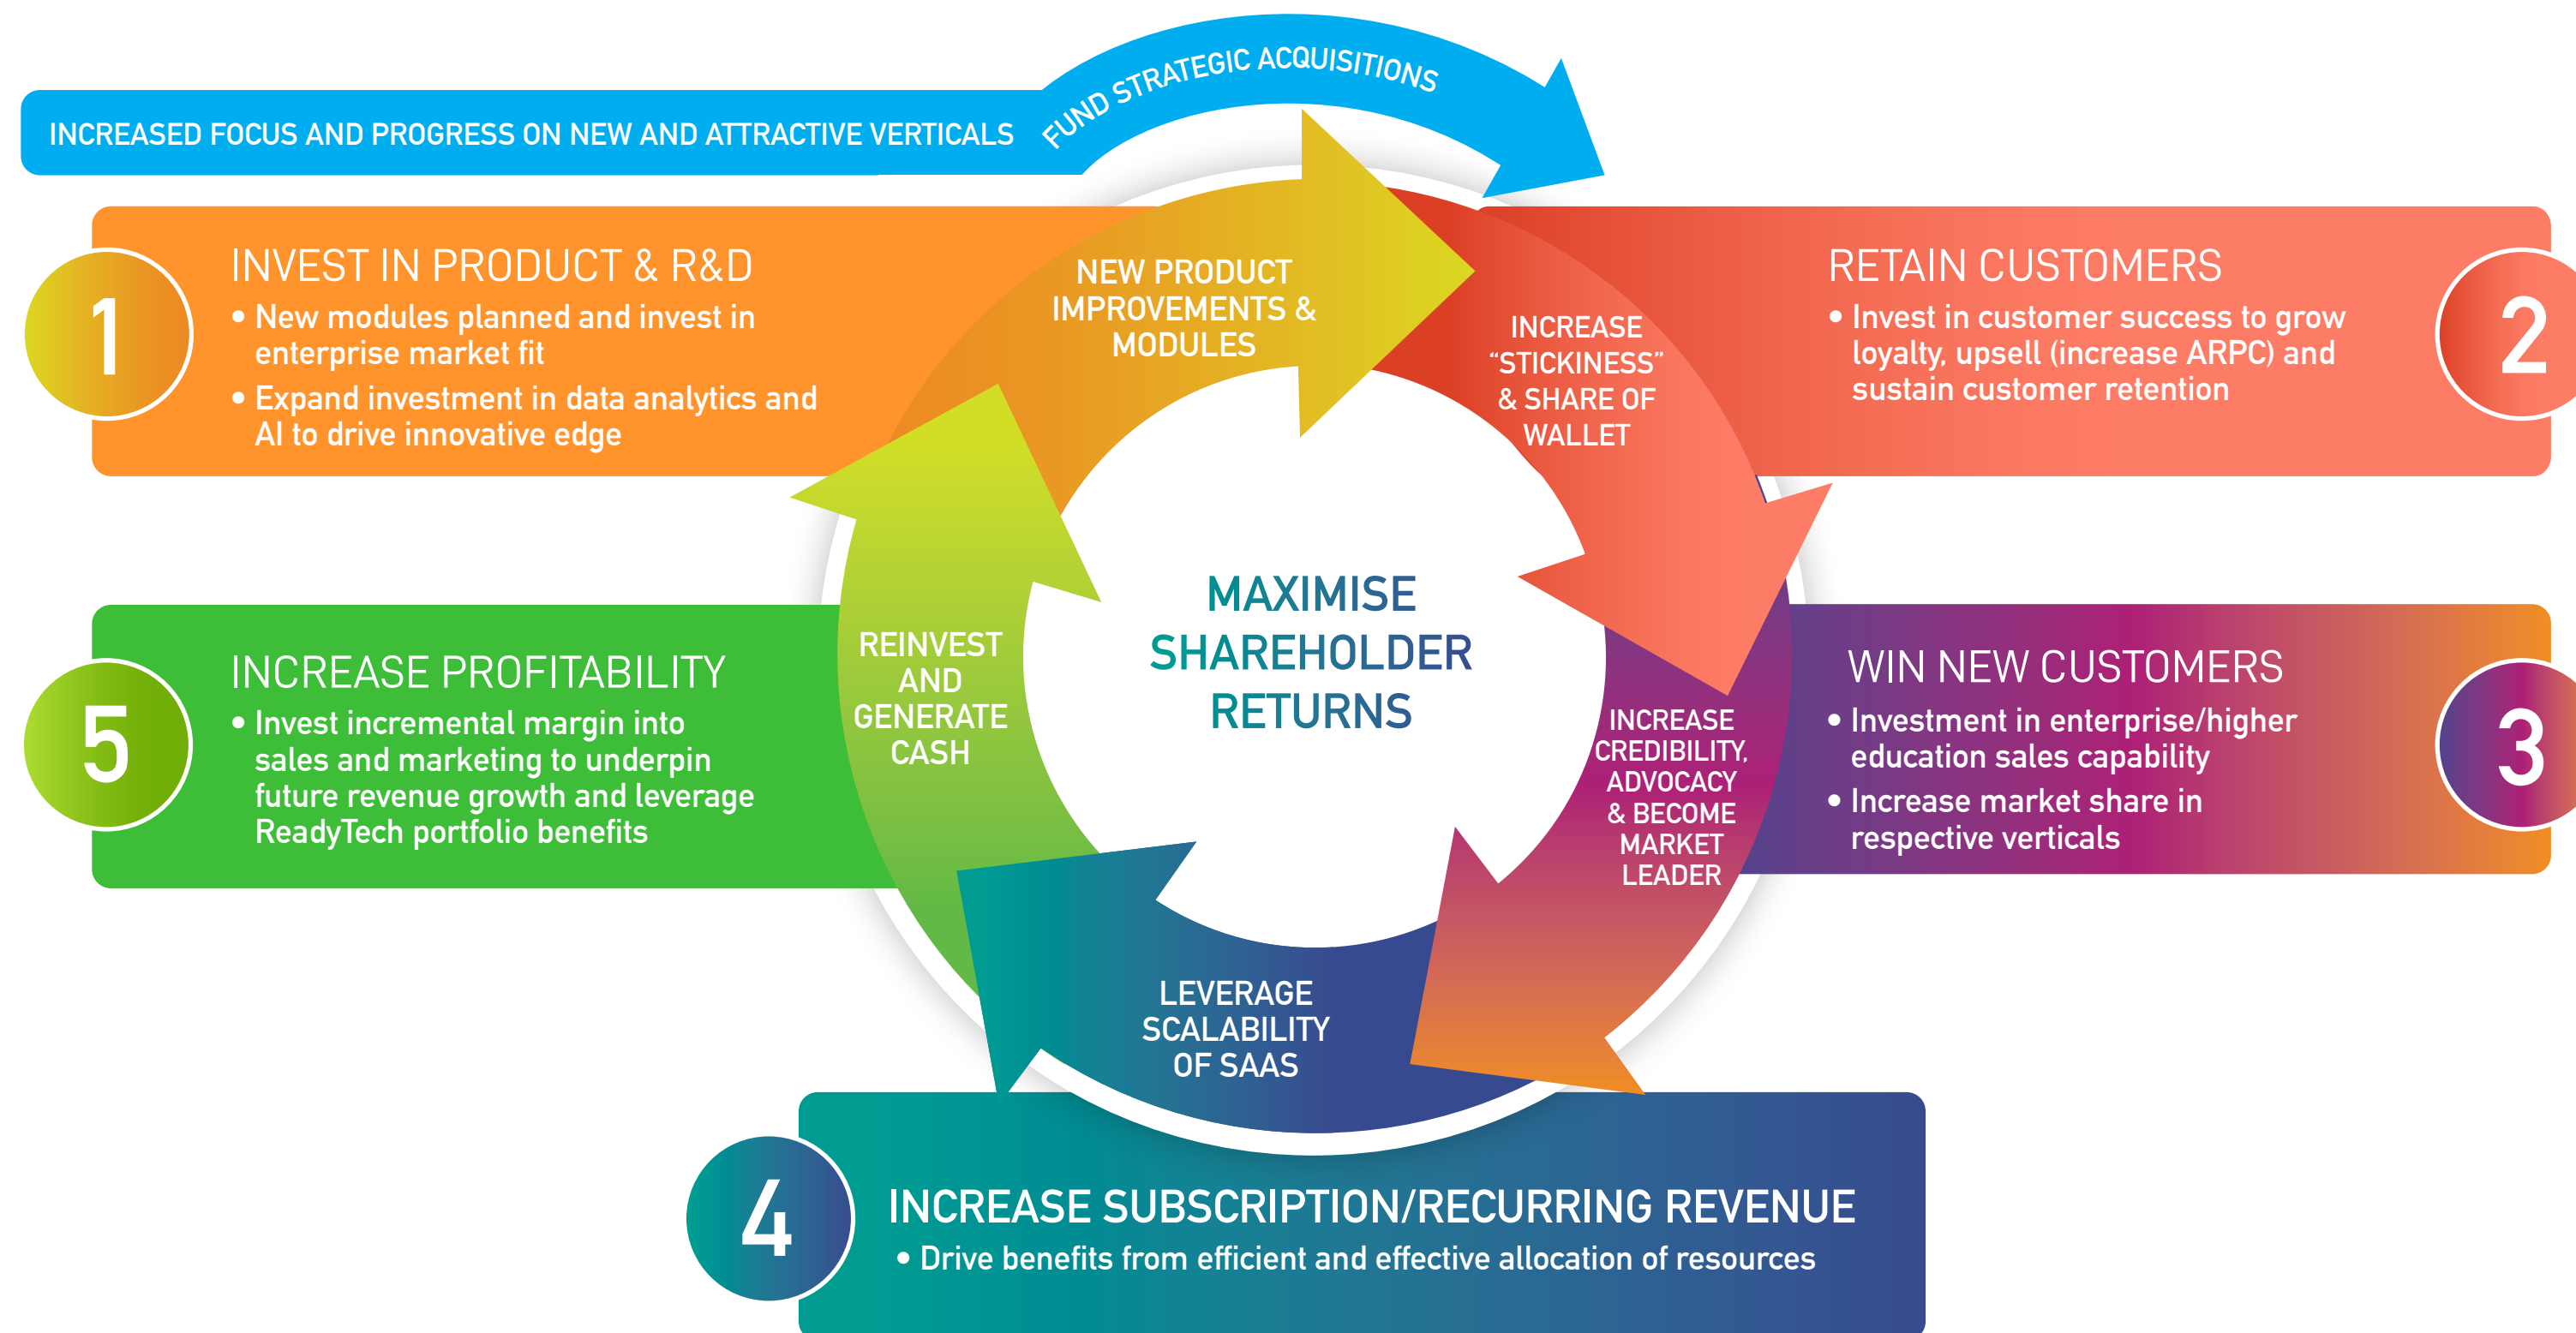 FUND STRATEGIC ACQUISITIONS
INCREASED FOCUS AND PROGRESS ON NEW AND ATTRACTIVE VERTICALS
1
INVEST IN PRODUCT & R&D
• New modules planned and invest in
enterprise market fit
• Expand investment in data analytics and
AI to drive innovative edge
NEW PRODUCT
IMPROVEMENTS &
MODULES
INCREASE
“STICKINESS”
& SHARE OF
WALLET
RETAIN CUSTOMERS
• Invest in customer success to grow
loyalty, upsell (increase ARPC) and
sustain customer retention
2
MAXIMISE
SHAREHOLDER
RETURNS
5
INCREASE PROFITABILITY
• Invest incremental margin into
sales and marketing to underpin
future revenue growth and leverage
ReadyTech portfolio benefits
REINVEST
AND
GENERATE
CASH
INCREASE
CREDIBILITY,
ADVOCACY
& BECOME
MARKET
LEADER
WIN NEW CUSTOMERS
• Investment in enterprise/higher
education sales capability
• Increase market share in
respective verticals
3
LEVERAGE
SCALABILITY
OF SAAS
4
INCREASE SUBSCRIPTION/RECURRING REVENUE
• Drive benefits from efficient and effective allocation of resources